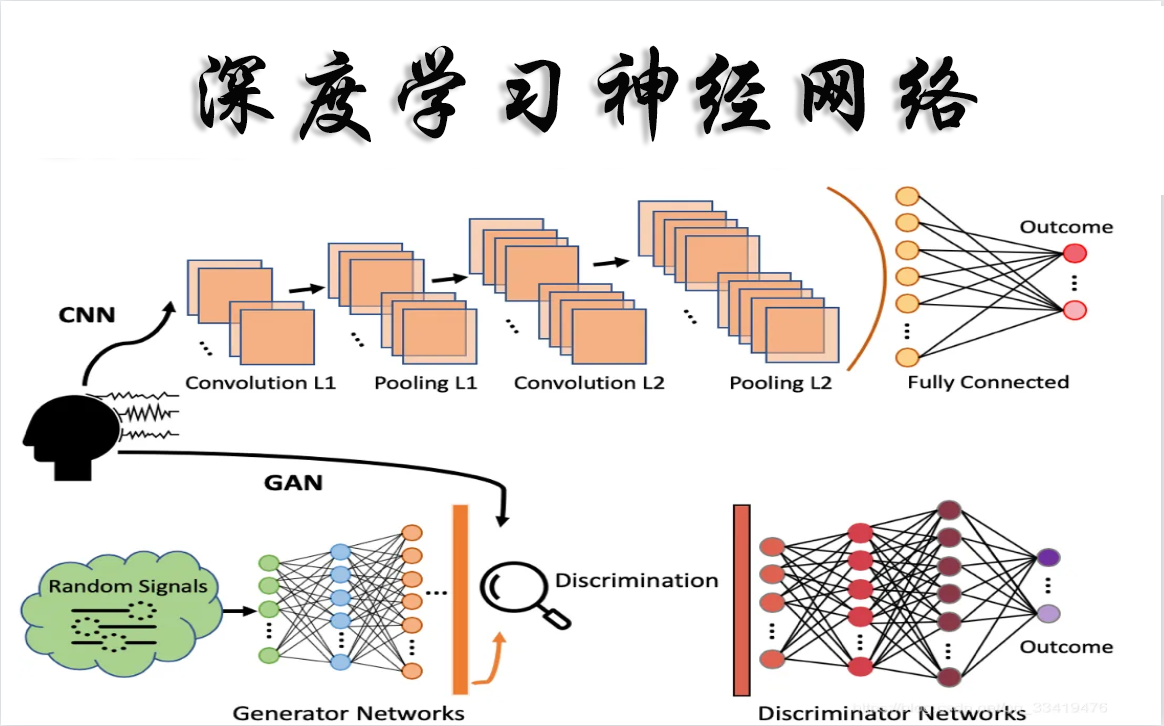 深度学习神经网络
Outcome
CNN
Convolution L1
Pooling L1
Convolution L2
Pooling L2
Fully Connected
GAN
Random Signals
Discrimination
Outcome
Generator Networks
Discriminator Networks
33419476